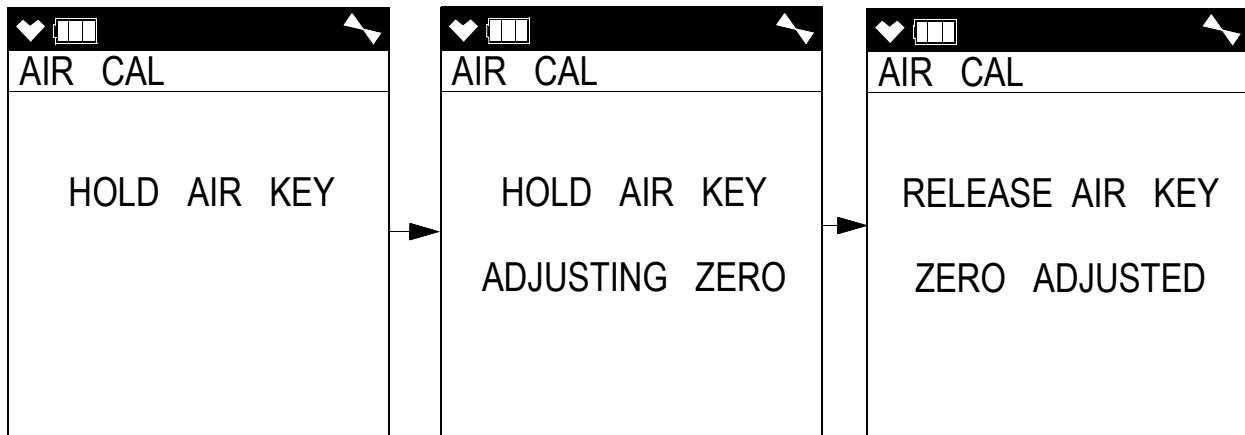 AIR CAL
HOLD AIR KEY
AIR CAL
HOLD AIR KEY
ADJUSTING ZERO
AIR CAL
RELEASE AIR KEY
ZERO ADJUSTED